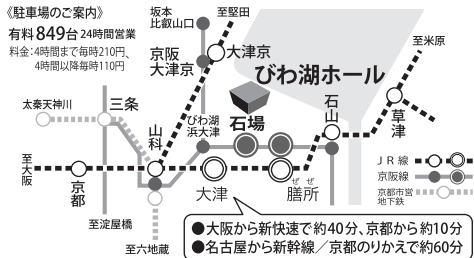 《駐車場のご案内》
有料849台 24時間営業
料金：4時間まで毎時210円、
4時間以降毎時110円
至堅田
坂本
比叡山口
京阪
大津京
大津京
至米原
びわ湖ホール
太秦天神川
三条
山科
びわ湖
浜大津
石場
石山
草津
至大阪
京都
大津
ぜぜ
膳所
至淀屋橋
至六地蔵
JR線
京阪線
京都市営
地下鉄
●大阪から新快速で約40分、京都から約10分
●名古屋から新幹線／京都のりかえで約60分